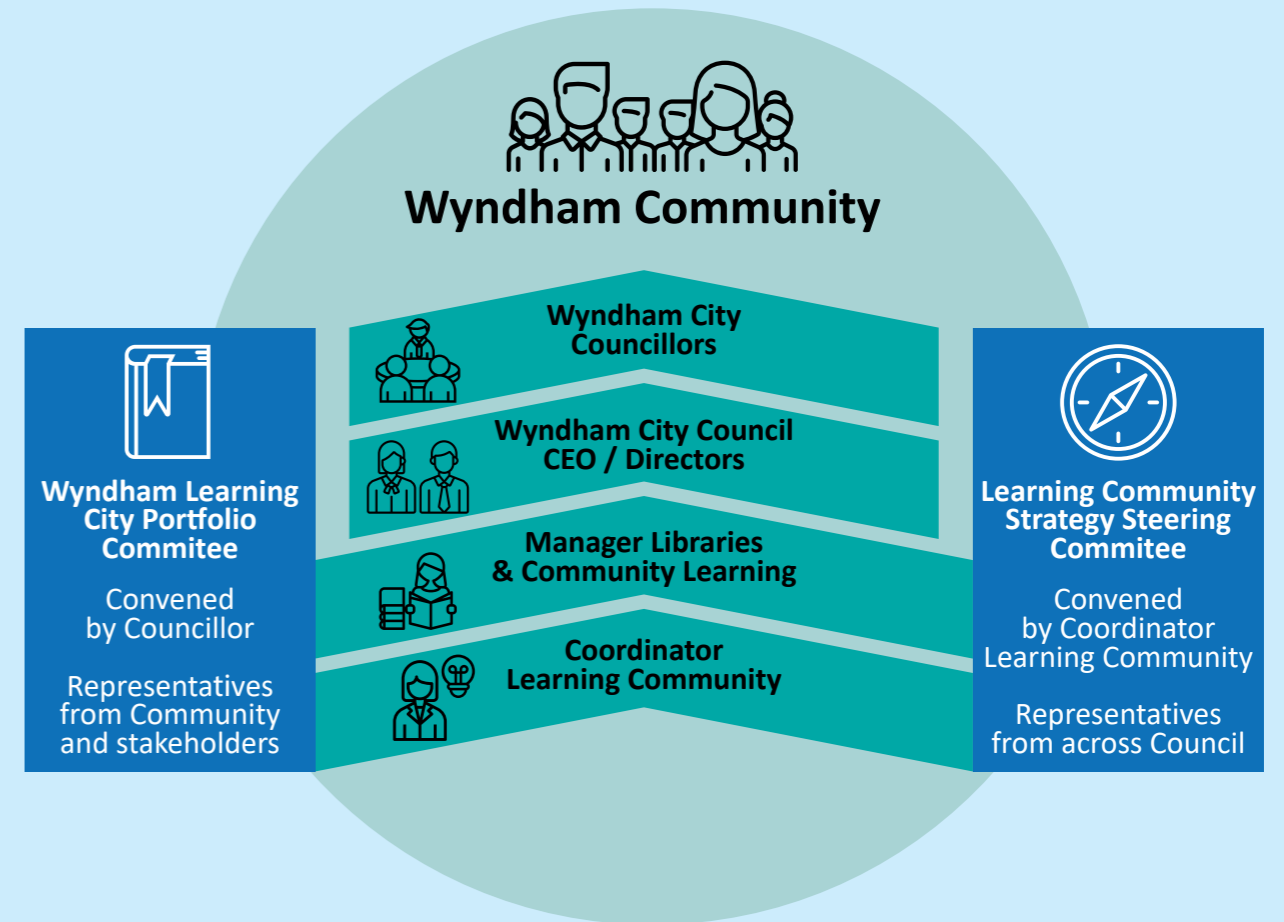 Wyndham Community
Wyndham City
Councillors
Wyndham City Council
CEO / Directors
Manager Libraries
& Community Learning
Coordinator
Learning Community
Wyndham Learning
City Portfolio
Commitee
Convened
by Councillor
Representatives
from Community
and stakeholders
Learning Community
Strategy Steering
Commitee
Convened
by Coordinator
Learning Community
Representatives
from across Council